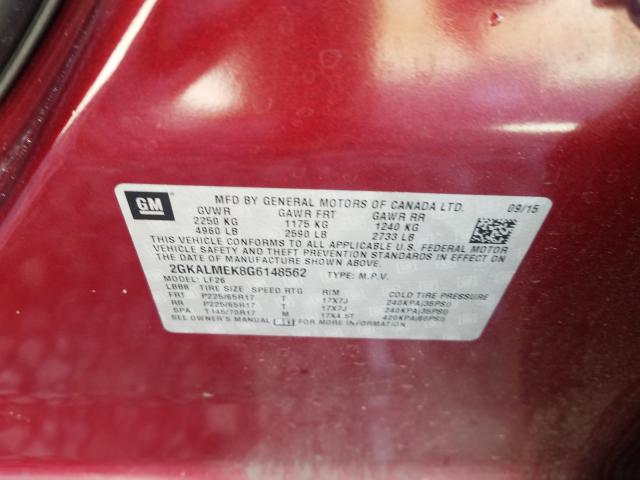 GM
MFD BY GENERAL MOTORS OF CANADA LTD. 09/15
GVWR GAWR FRT GAWR RR
2250 KG 1175 KG 1240 KG
4960 LB 2590 LB 2733 LB
THIS VEHICLE CONFORMS TO ALL APPLICABLE U.S. FEDERAL MOTOR
VEHICLE SAFETY AND THEFT PREVENTION STANDARDS IN EFFECT ON
THE DATE OF MANUFACTURE SHOWN ABOVE.
2GKALMEK8G6148562 TYPE: M.P.V.
MODEL: LF26
LBBB TIRE SIZE SPEED RTG RIM COLD TIRE PRESSURE
FRT P225/65R17 T 17X7J 240KPA(35PSI)
RR P225/65R17 T 17X7J 240KPA(35PSI)
SPA T145/70R17 M 17X4.5T 420KPA(60PSI)
SEE OWNER'S MANUAL FOR MORE INFORMATION